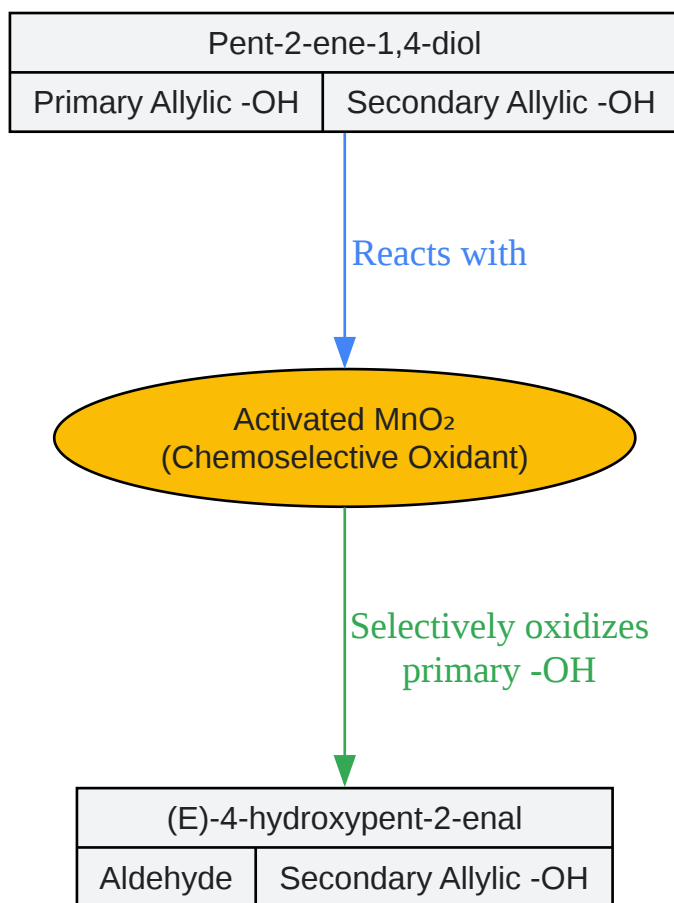 Pent-2-ene-1,4-diol
Primary Allylic -OH
Secondary Allylic -OH
Reacts with
Activated MnO₂
(Chemoselective Oxidant)
Selectively oxidizes
primary -OH
(E)-4-hydroxypent-2-enal
Aldehyde
Secondary Allylic -OH